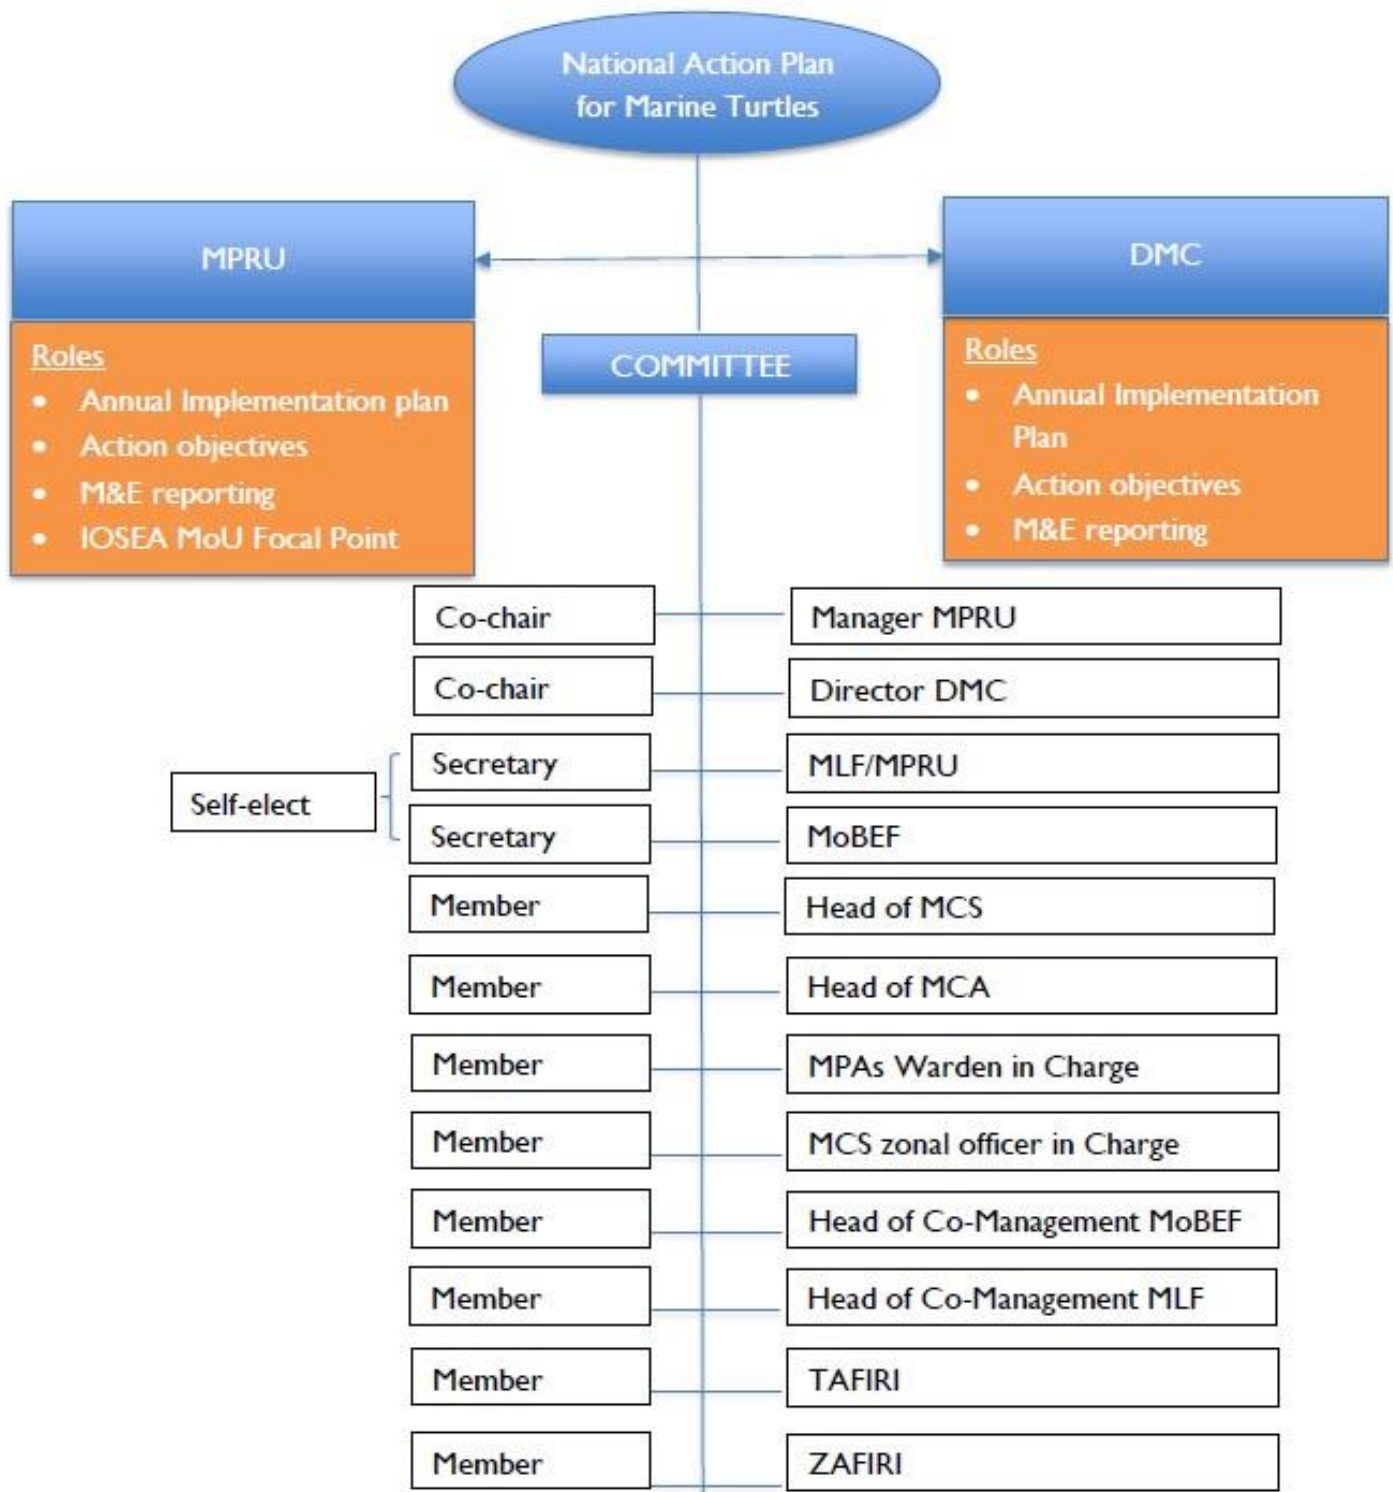 National Action Plan
for Marine Turtles
MPRU
DMC
Roles
• Annual Implementation plan
• Action objectives
• M&E reporting
• IOSEA MoU Focal Point
COMMITTEE
Roles
• Annual Implementation
Plan
• Action objectives
• M&E reporting
Co-chair
Manager MPRU
Co-chair
Director DMC
Self-elect
Secretary
MLF/MPRU
Secretary
MoBEF
Member
Head of MCS
Member
Head of MCA
Member
MPAs Warden in Charge
Member
MCS zonal officer in Charge
Member
Head of Co-Management MoBEF
Member
Head of Co-Management MLF
Member
TAFIRI
Member
ZAFIRI